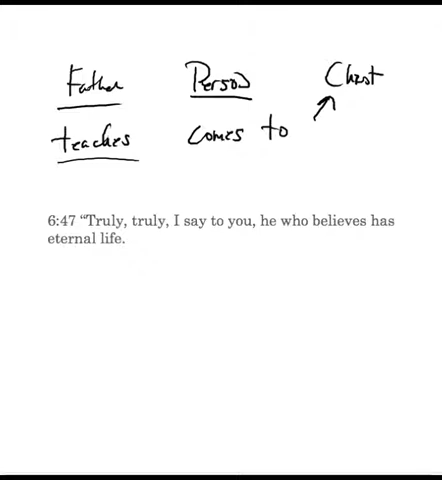 Father Person Christ
teaches comes to
6:47 “Truly, truly, I say to you, he who believes has
eternal life.